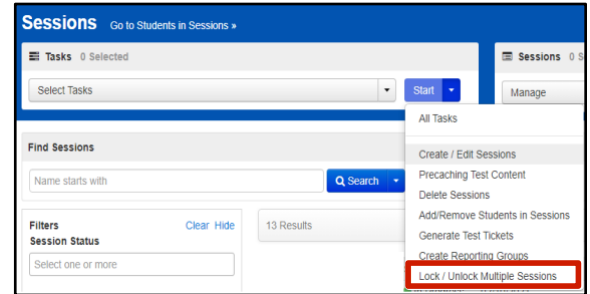 Sessions Go to Students in Sessions »
Tasks 0 Selected
Sessions 0 S
Select Tasks
Start
Manage
All Tasks
Find Sessions
Create / Edit Sessions
Name starts with
Search
Precaching Test Content
Delete Sessions
Filters
Clear Hide
13 Results
Add/Remove Students in Sessions
Session Status
Generate Test Tickets
Select one or more
Create Reporting Groups
Lock / Unlock Multiple Sessions